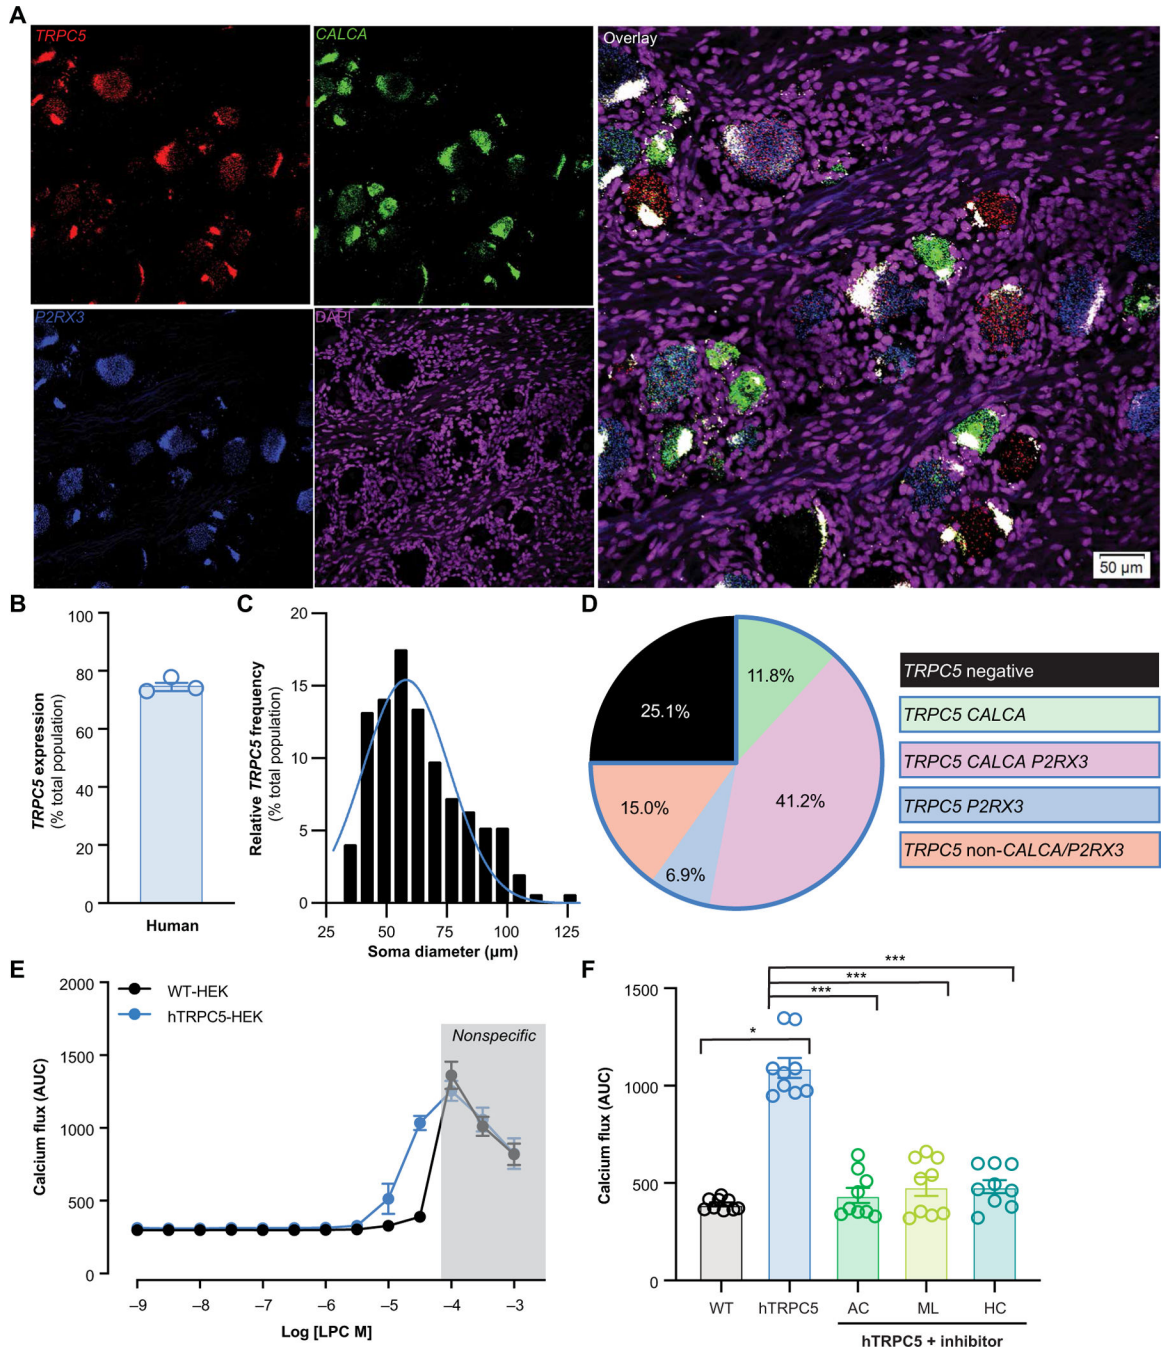 A
TRPC5
CALCA
Overlay
P2RX3
DAPI
50 µm
B
TRPC5 expression
(% total population)
100
80
60
40
20
0
Human
C
Relative TRPC5 frequency
(% total population)
20
15
10
5
0
25
50
75
100
125
Soma diameter (µm)
D
25.1%
11.8%
41.2%
6.9%
15.0%
TRPC5 negative
TRPC5 CALCA
TRPC5 CALCA P2RX3
TRPC5 P2RX3
TRPC5 non-CALCA/P2RX3
E
Calcium flux (AUC)
2000
1500
1000
500
0
WT-HEK
hTRPC5-HEK
Nonspecific
–9
–8
–7
–6
–5
–4
–3
Log [LPC M]
F
Calcium flux (AUC)
1500
1000
500
0
***
***
***
*
WT
hTRPC5
AC
ML
HC
hTRPC5 + inhibitor